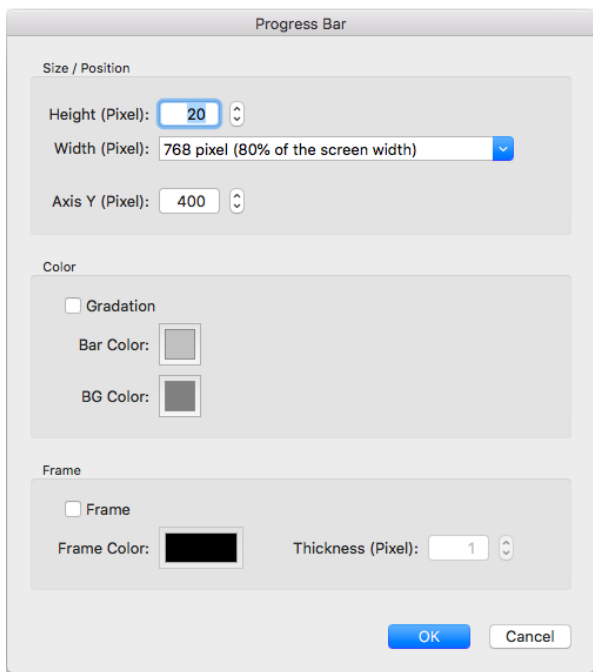 Progress Bar
Size / Position
Height (Pixel): 20
Width (Pixel): 768 pixel (80% of the screen width)
Axis Y (Pixel): 400
Color
Gradation
Bar Color:
BG Color:
Frame
Frame
Frame Color: Thickness (Pixel): 1
OK Cancel